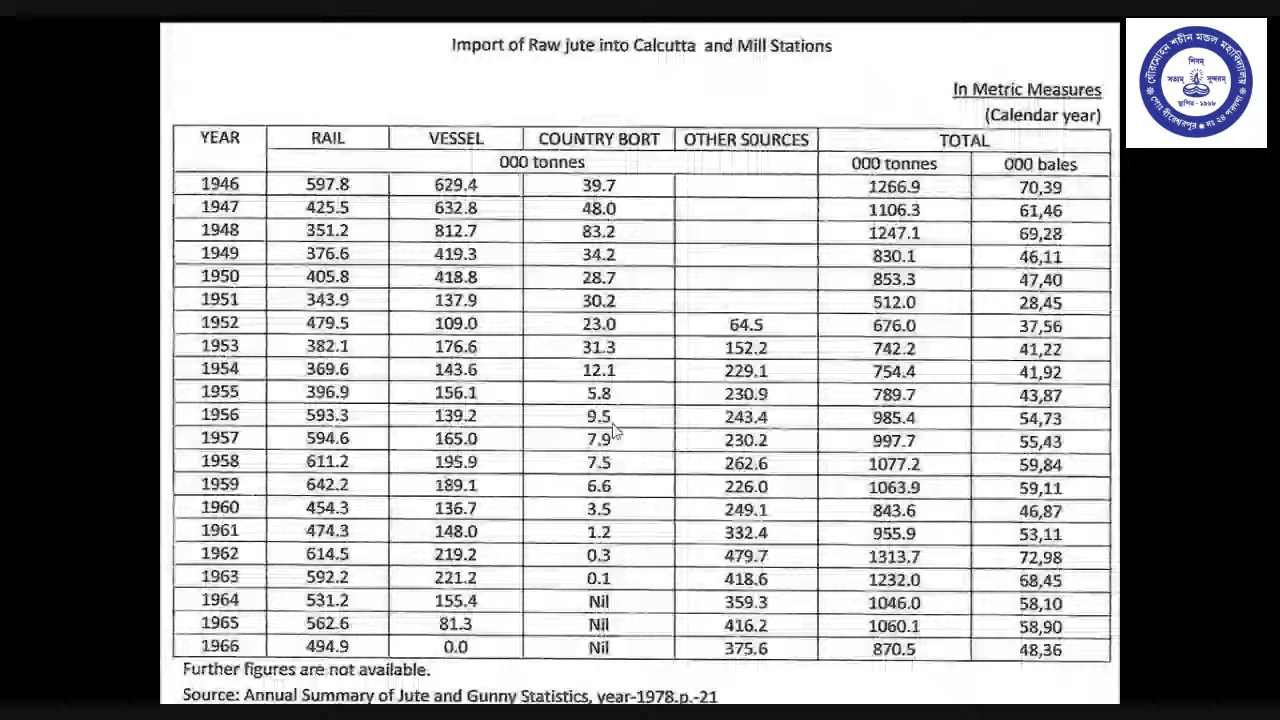 Import of Raw Jute into Calcutta and Mill Stations
In Metric Measures
(Calendar year)
YEAR RAIL VESSEL COUNTRY BORT OTHER SOURCES TOTAL
000 tonnes 000 tonnes 000 bales
1946 597.8 629.4 39.7 1266.9 70,39
1947 425.5 632.8 48.0 1106.3 61,46
1948 351.2 812.7 83.2 1247.1 69,28
1949 376.6 419.3 34.2 830.1 46,11
1950 405.8 418.8 28.7 853.3 47,40
1951 343.9 137.9 30.2 512.0 28,45
1952 479.5 109.0 23.0 64.5 676.0 37,56
1953 382.1 176.6 31.3 152.2 742.2 41,22
1954 369.6 143.6 12.1 229.1 754.4 41,92
1955 396.9 156.1 5.8 230.9 789.7 43,87
1956 593.3 139.2 9.5 243.4 985.4 54,73
1957 594.6 165.0 7.9 230.2 997.7 55,43
1958 611.2 195.9 7.5 262.6 1077.2 59,84
1959 642.2 189.1 6.6 226.0 1063.9 59,11
1960 454.3 136.7 3.5 249.1 843.6 46,87
1961 474.3 148.0 1.2 332.4 955.9 53,11
1962 614.5 219.2 0.3 479.7 1313.7 72,98
1963 592.2 221.2 0.1 418.6 1232.0 68,45
1964 531.2 155.4 Nil 359.3 1046.0 58,10
1965 562.6 81.3 Nil 416.2 1060.1 58,90
1966 494.9 0.0 Nil 375.6 870.5 48,36
Further figures are not available.
Source: Annual Summary of Jute and Gunny Statistics, year-1978.p.-21
গৌরমোহন শচীন মন্ডল মহাবিদ্যালয়
শিবম্
সত্যম্ সুন্দরম্
স্থাপিত - ১৯৬৮